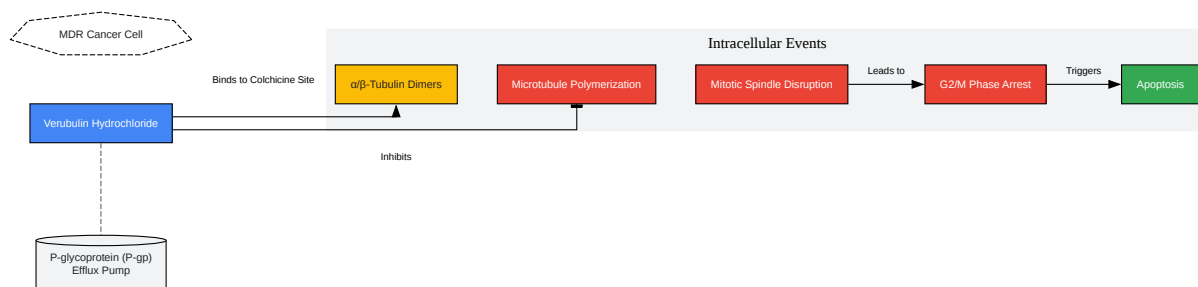 MDR Cancer Cell
Intracellular Events
Binds to Colchicine Site
α/β-Tubulin Dimers
Microtubule Polymerization
Mitotic Spindle Disruption
Leads to
G2/M Phase Arrest
Triggers
Apoptosis
Verubulin Hydrochloride
Inhibits
P-glycoprotein (P-gp)
Efflux Pump